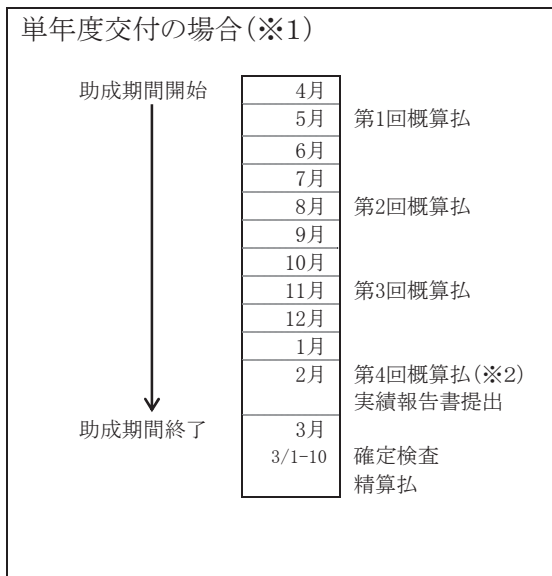 単年度交付の場合(※1)
助成期間開始 4月
5月 第1回概算払
6月
7月
8月 第2回概算払
9月
10月
11月 第3回概算払
12月
1月
2月 第4回概算払(※2)
実績報告書提出
助成期間終了 3月
3/1-10 確定検査
精算払